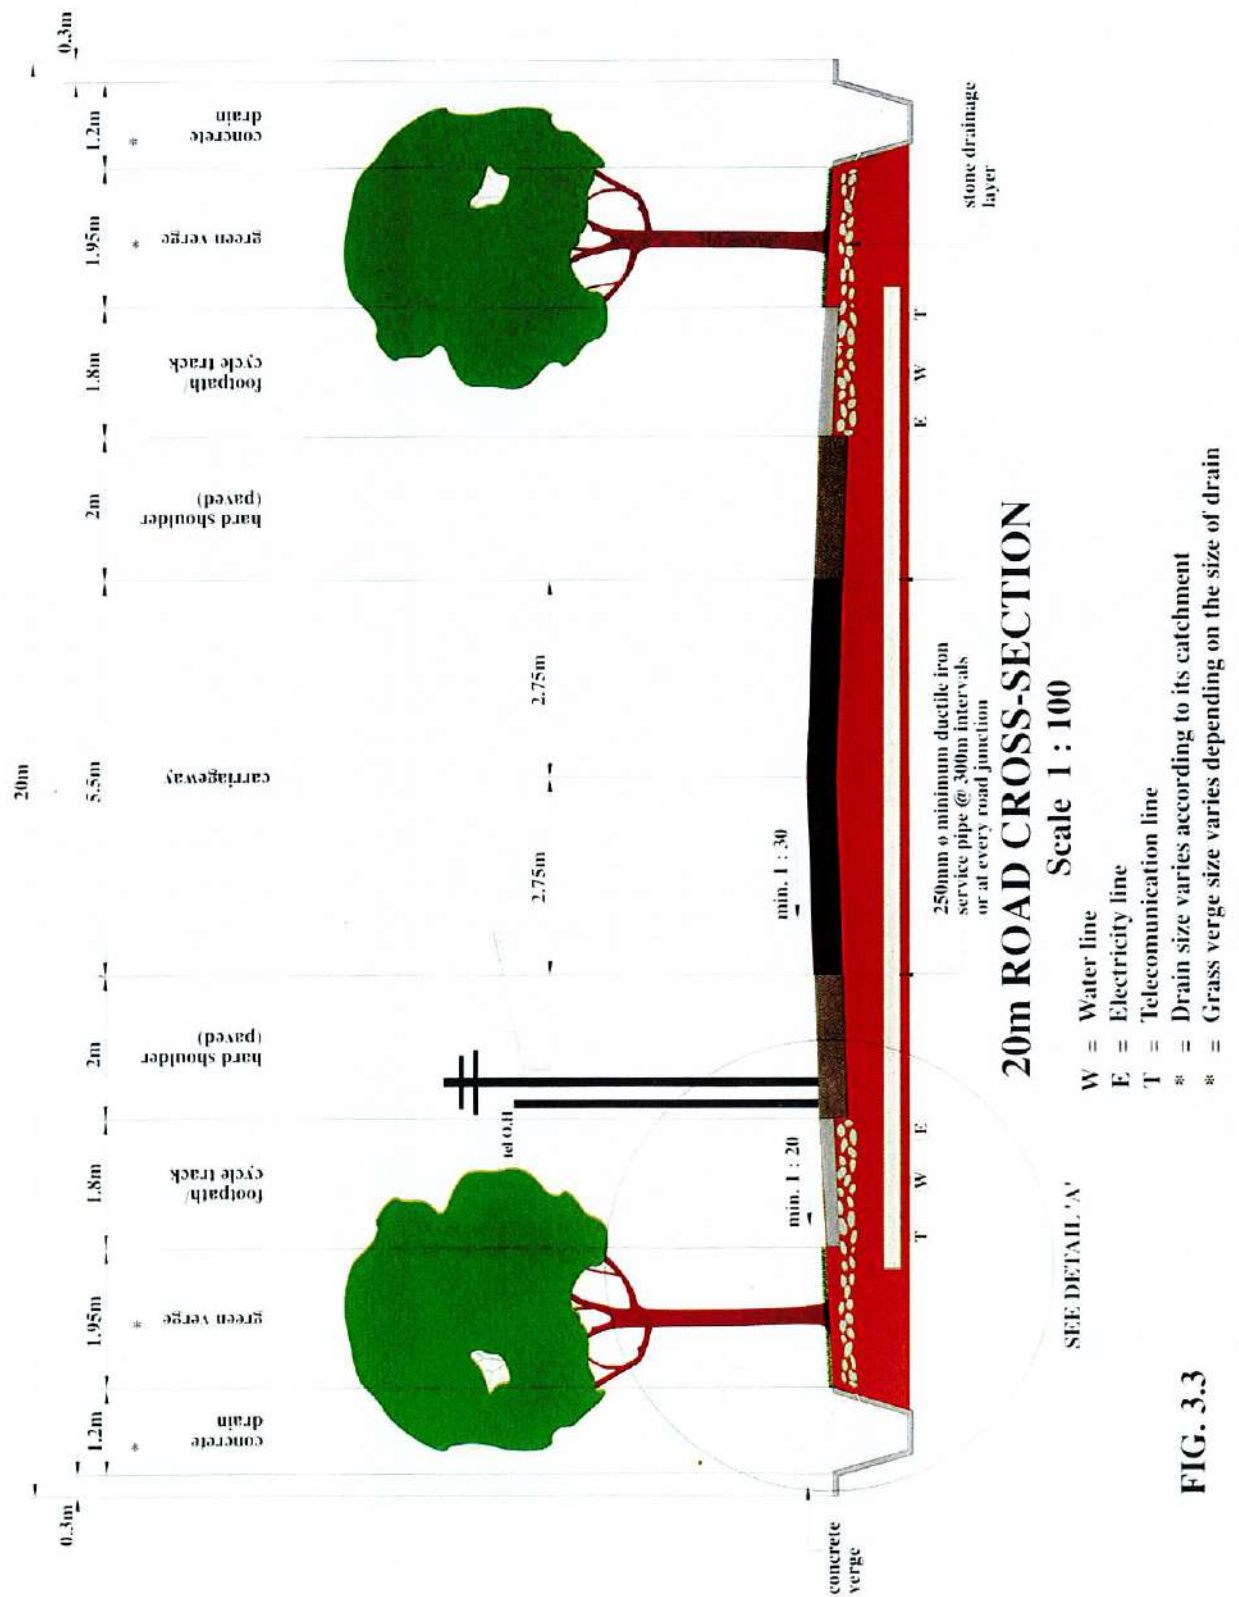 20m
0.3m
0.3m
1.2m
1.95m
1.8m
2m
5.5m
2m
1.8m
1.95m
1.2m
*
concrete
drain
*
green verge
footpath/
cycle track
hard shoulder
(paved)
carriageway
hard shoulder
(paved)
footpath/
cycle track
*
green verge
*
concrete
drain
tel O.H
2.75m
2.75m
min. 1 : 20
min. 1 : 30
concrete
verge
T W E
E W T
stone drainage
layer
250mm ø minimum ductile iron
service pipe @ 300m intervals
or at every road junction
SEE DETAIL 'A'
20m ROAD CROSS-SECTION
Scale 1 : 100
W = Water line
E = Electricity line
T = Telecomunication line
* = Drain size varies according to its catchment
* = Grass verge size varies depending on the size of drain
FIG. 3.3